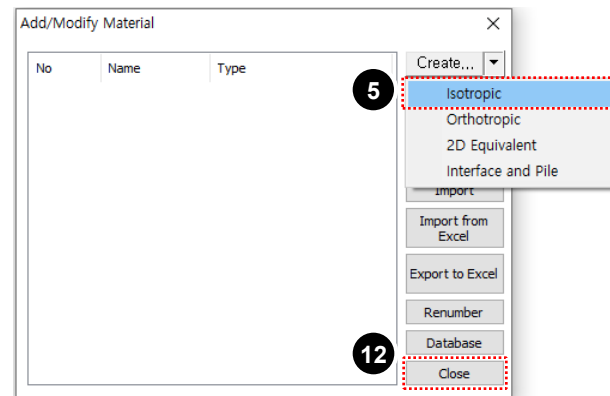 Add/Modify Material
No Name Type
Create...
5
Isotropic
Orthotropic
2D Equivalent
Interface and Pile
Import
Import from
Excel
Export to Excel
Renumber
Database
12
Close